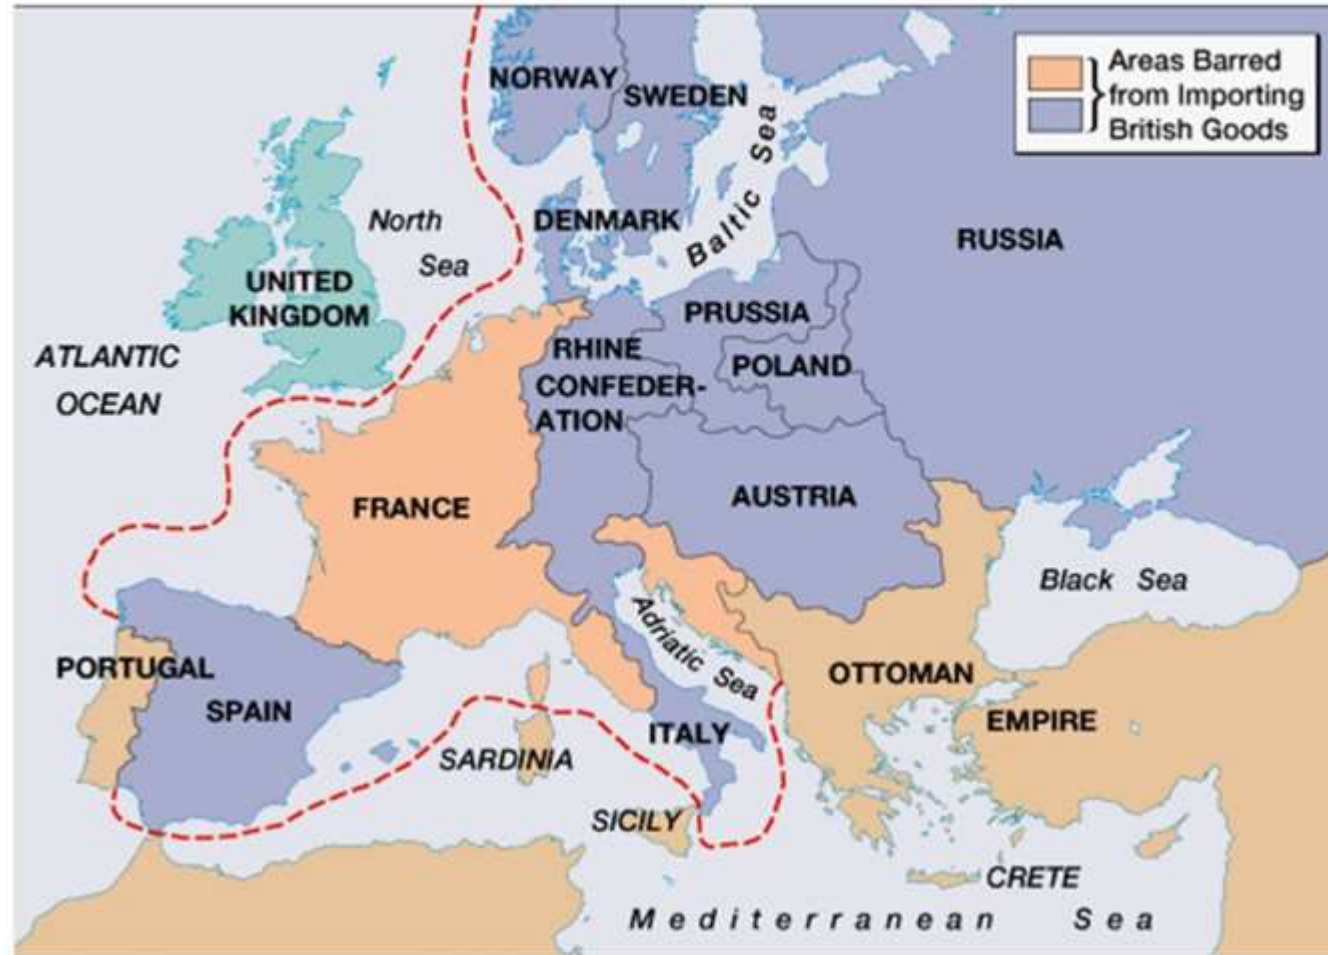 Areas Barred
from Importing
British Goods
NORWAY
SWEDEN
Baltic Sea
North
Sea
DENMARK
RUSSIA
UNITED
KINGDOM
PRUSSIA
RHINE
CONFEDER-
ATION
POLAND
ATLANTIC
OCEAN
FRANCE
AUSTRIA
Black Sea
Adriatic Sea
PORTUGAL
SPAIN
OTTOMAN
EMPIRE
ITALY
SARDINIA
SICILY
CRETE
Mediterranean Sea